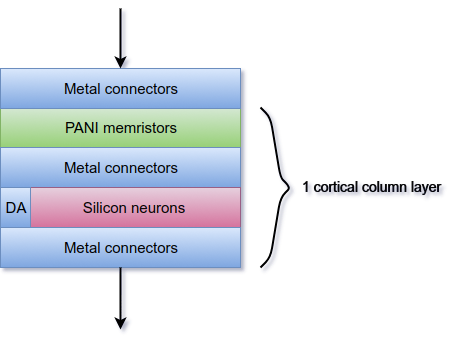 Metal connectors
PANI memristors
Metal connectors
1 cortical column layer
DA
Silicon neurons
Metal connectors